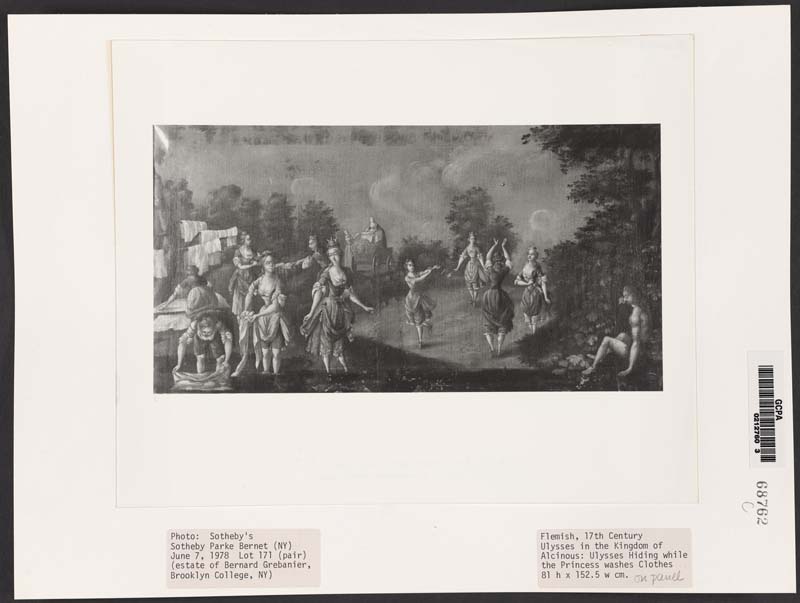 GCPA
0212760 3
68762
C
Photo: Sotheby's
Sotheby Parke Bernet (NY)
June 7, 1978 Lot 171 (pair)
(estate of Bernard Grebanier,
Brooklyn College, NY)
Flemish, 17th Century
Ulysses in the Kingdom of
Alcinous: Ulysses Hiding while
the Princess washes Clothes
81 h x 152.5 w cm. on panel